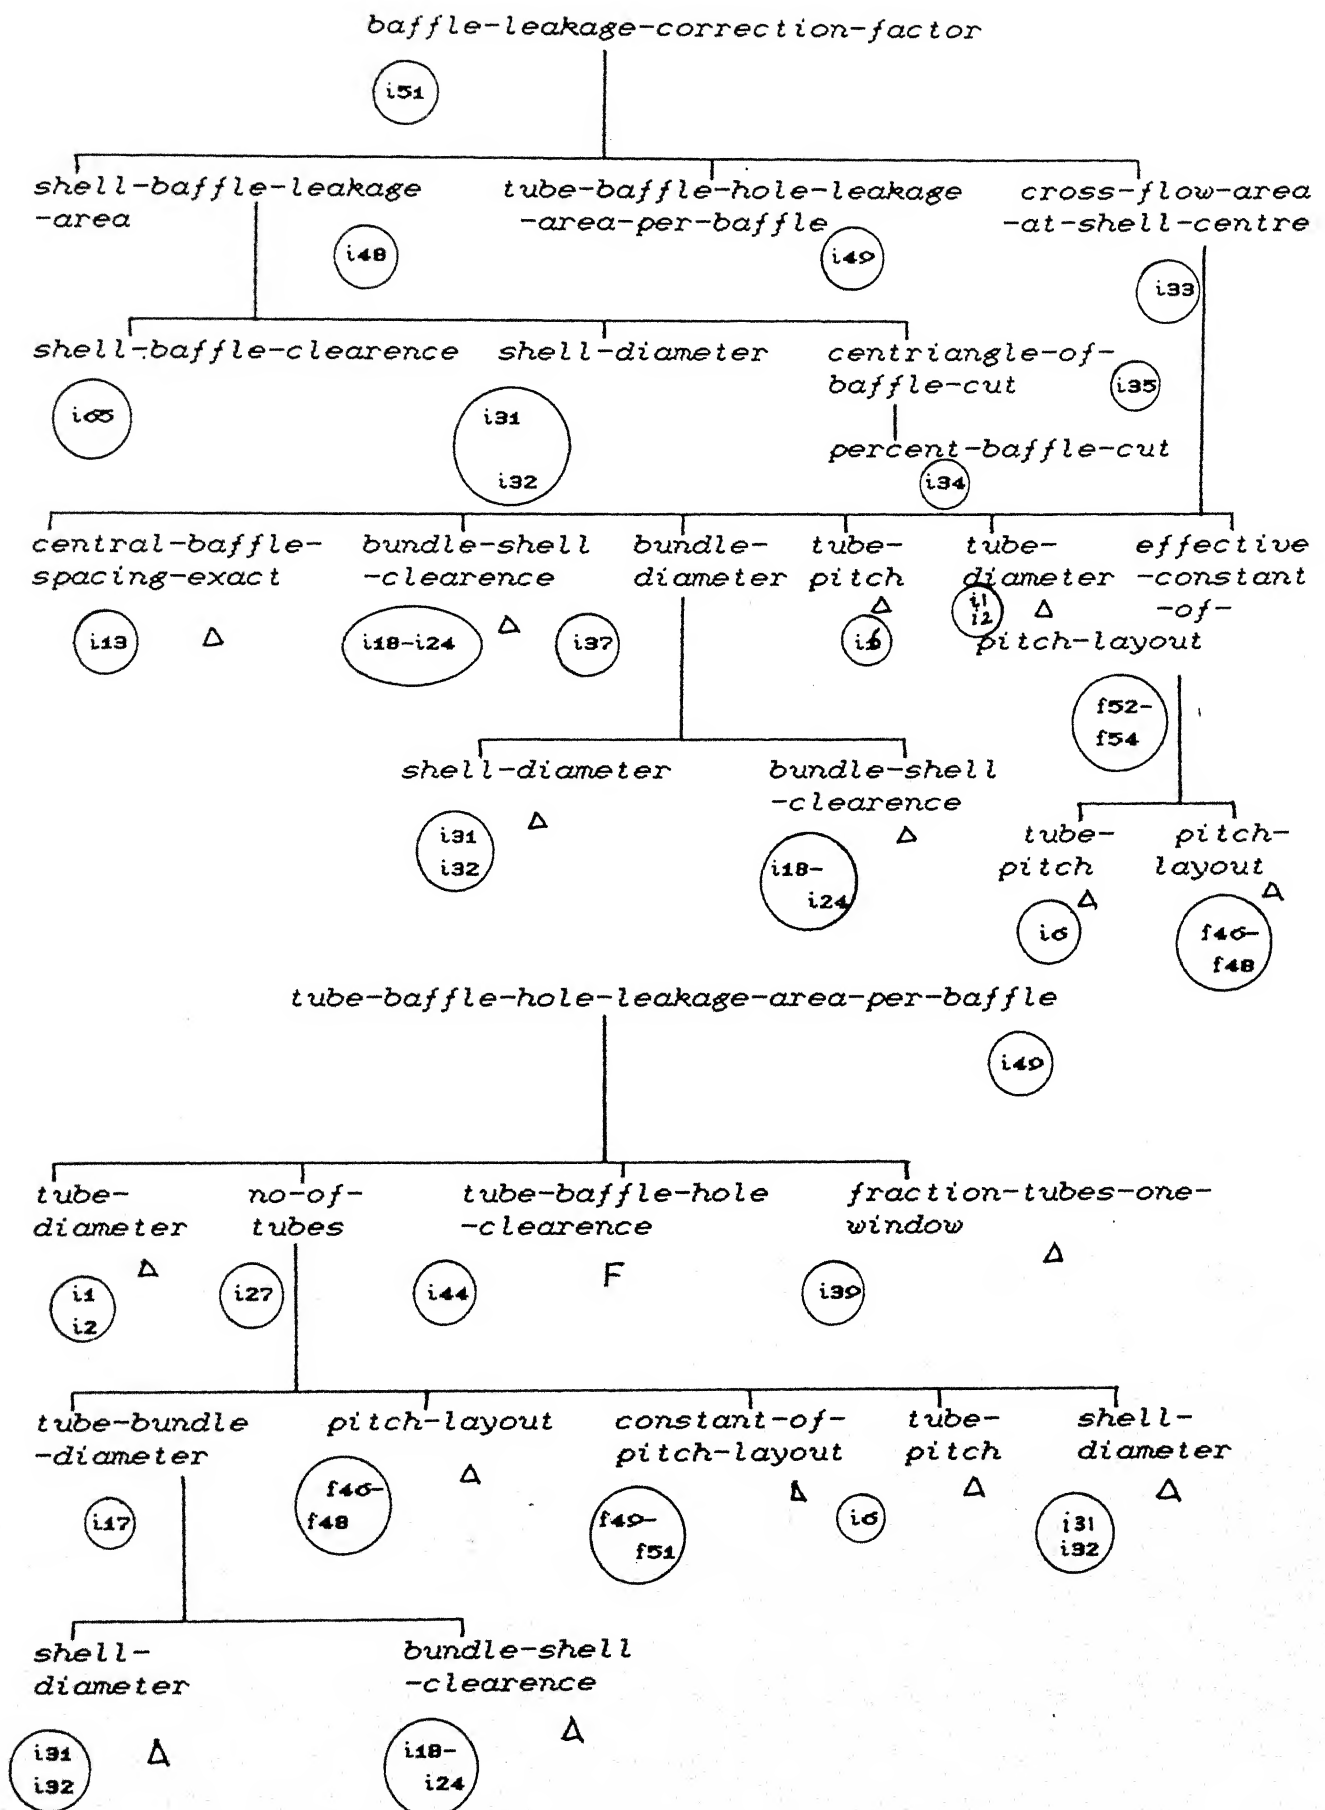 baffle-leakage-correction-factor
i51
shell-baffle-leakage
-area
tube-baffle-hole-leakage
-area-per-baffle
cross-flow-area
-at-shell-centre
i48
i49
i33
shell-baffle-clearence
shell-diameter
centriangle-of-
baffle-cut
i35
i65
i31
i32
percent-baffle-cut
i34
central-baffle-
spacing-exact
bundle-shell
-clearence
bundle-
diameter
tube-
pitch
tube-
diameter
effective
-constant
-of-
pitch-layout
i13
Δ
i18-i24
Δ
i37
Δ
i6
i1
i2
Δ
f52-
f54
shell-diameter
bundle-shell
-clearence
i31
i32
Δ
i18-
i24
Δ
tube-
pitch
pitch-
layout
Δ
i6
Δ
f46-
f48
tube-baffle-hole-leakage-area-per-baffle
i49
tube-
diameter
no-of-
tubes
tube-baffle-hole
-clearence
fraction-tubes-one-
window
Δ
i1
i2
i27
i44
F
i39
Δ
tube-bundle
-diameter
pitch-layout
constant-of-
pitch-layout
tube-
pitch
shell-
diameter
i17
f46-
f48
Δ
f49-
f51
Δ
i6
Δ
i31
i32
Δ
shell-
diameter
bundle-shell
-clearence
i31
i32
Δ
i18-
i24
Δ